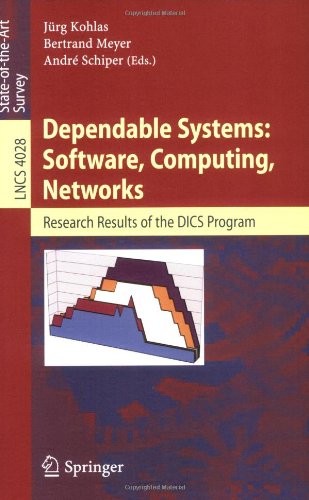 Jürg Kohlas
Bertrand Meyer
André Schiper (Eds.)
State-of-the-Art
Survey
LNCS 4028
Dependable Systems:
Software, Computing,
Networks
Research Results of the DICS Program
Springer